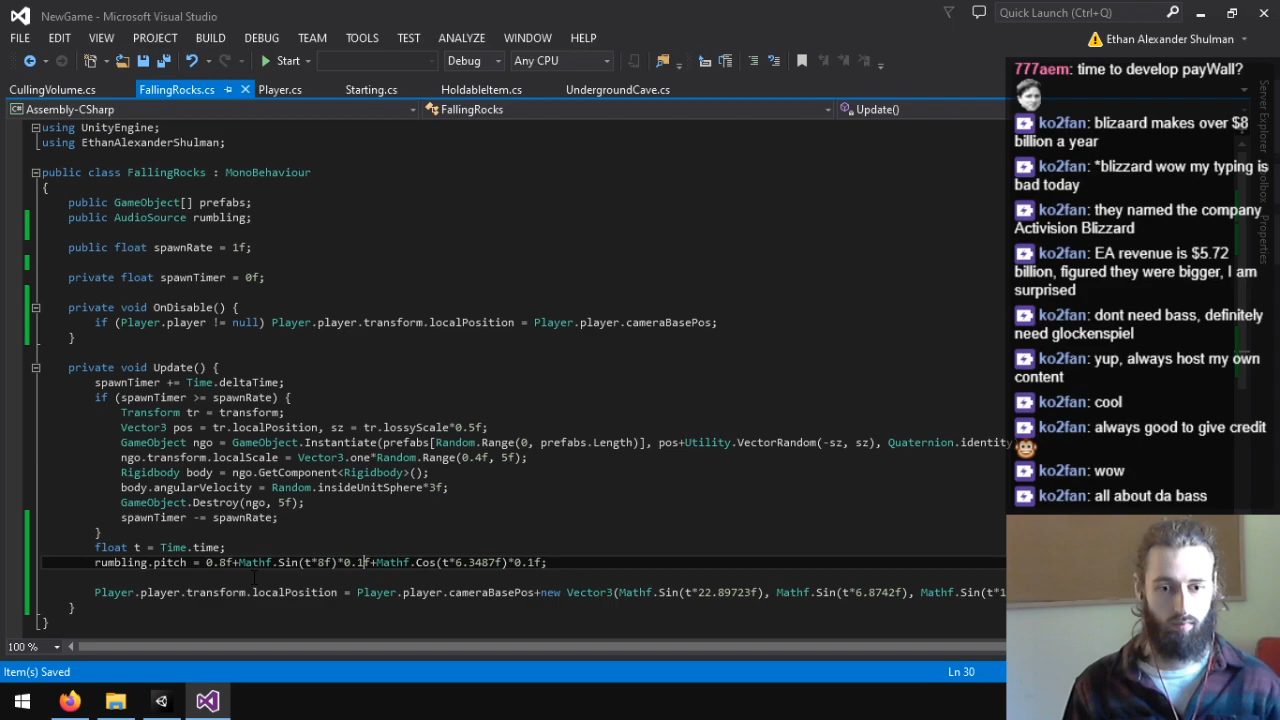 NewGame - Microsoft Visual Studio
Quick Launch (Ctrl+Q)
FILE EDIT VIEW PROJECT BUILD DEBUG TEAM TOOLS TEST ANALYZE WINDOW HELP
Ethan Alexander Shulman
Start
Debug
Any CPU
CullingVolume.cs
FallingRocks.cs
Player.cs
Starting.cs
HoldableItem.cs
UndergroundCave.cs
Assembly-CSharp
FallingRocks
Update()
using UnityEngine;
using EthanAlexanderShulman;
public class FallingRocks : MonoBehaviour
{
public GameObject[] prefabs;
public AudioSource rumbling;
public float spawnRate = 1f;
private float spawnTimer = 0f;
private void OnDisable() {
if (Player.player != null) Player.player.transform.localPosition = Player.player.cameraBasePos;
}
private void Update() {
spawnTimer += Time.deltaTime;
if (spawnTimer >= spawnRate) {
Transform tr = transform;
Vector3 pos = tr.localPosition, sz = tr.lossyScale*0.5f;
GameObject ngo = GameObject.Instantiate(prefabs[Random.Range(0, prefabs.Length)], pos+Utility.VectorRandom(-sz, sz), Quaternion.identity
ngo.transform.localScale = Vector3.one*Random.Range(0.4f, 5f);
Rigidbody body = ngo.GetComponent<Rigidbody>();
body.angularVelocity = Random.insideUnitSphere*3f;
GameObject.Destroy(ngo, 5f);
spawnTimer -= spawnRate;
}
float t = Time.time;
rumbling.pitch = 0.8f+Mathf.Sin(t*8f)*0.1f+Mathf.Cos(t*6.3487f)*0.1f;
Player.player.transform.localPosition = Player.player.cameraBasePos+new Vector3(Mathf.Sin(t*22.89723f), Mathf.Sin(t*6.8742f), Mathf.Sin(t*1
}
}
100 %
Item(s) Saved
Ln 30
Server Explorer
Toolbox
Properties
777aem: time to develop payWall?
ko2fan: blizaard makes over $8
billion a year
ko2fan: *blizzard wow my typing is
bad today
ko2fan: they named the company
Activision Blizzard
ko2fan: EA revenue is $5.72
billion, figured they were bigger, I am
surprised
ko2fan: dont need bass, definitely
need glockenspiel
ko2fan: yup, always host my own
content
ko2fan: cool
ko2fan: always good to give credit
ko2fan: wow
ko2fan: all about da bass